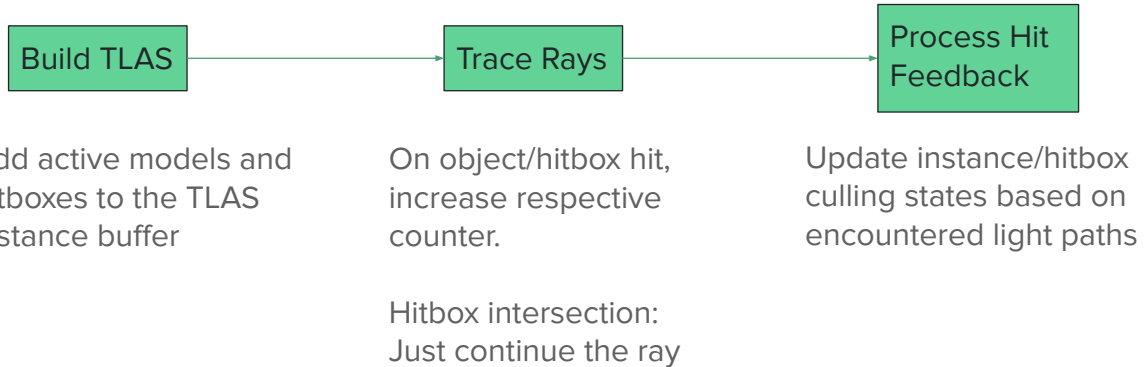 Build TLAS
Trace Rays
Process Hit
Feedback
dd active models and
tboxes to the TLAS
stance buffer
On object/hitbox hit,
increase respective
counter.
Hitbox intersection:
Just continue the ray
Update instance/hitbox
culling states based on
encountered light paths